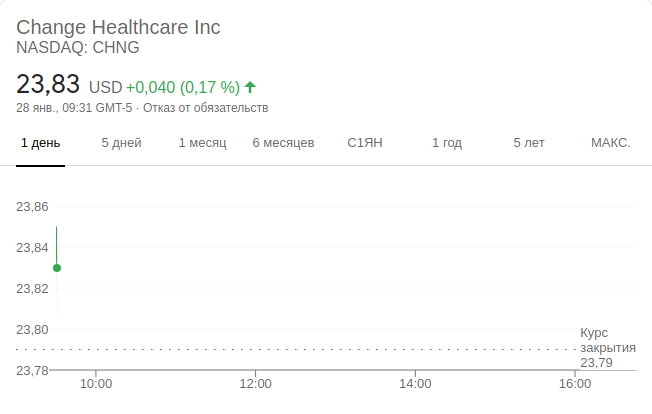 Change Healthcare Inc
NASDAQ: CHNG
23,83 USD +0,040 (0,17 %)
28 янв., 09:31 GMT-5 · Отказ от обязательств
1 день 5 дней 1 месяц 6 месяцев С1ЯН 1 год 5 лет МАКС.
23,86
23,84
23,82
23,80
Курс
закрытия
23,79
23,78
10:00 12:00 14:00 16:00